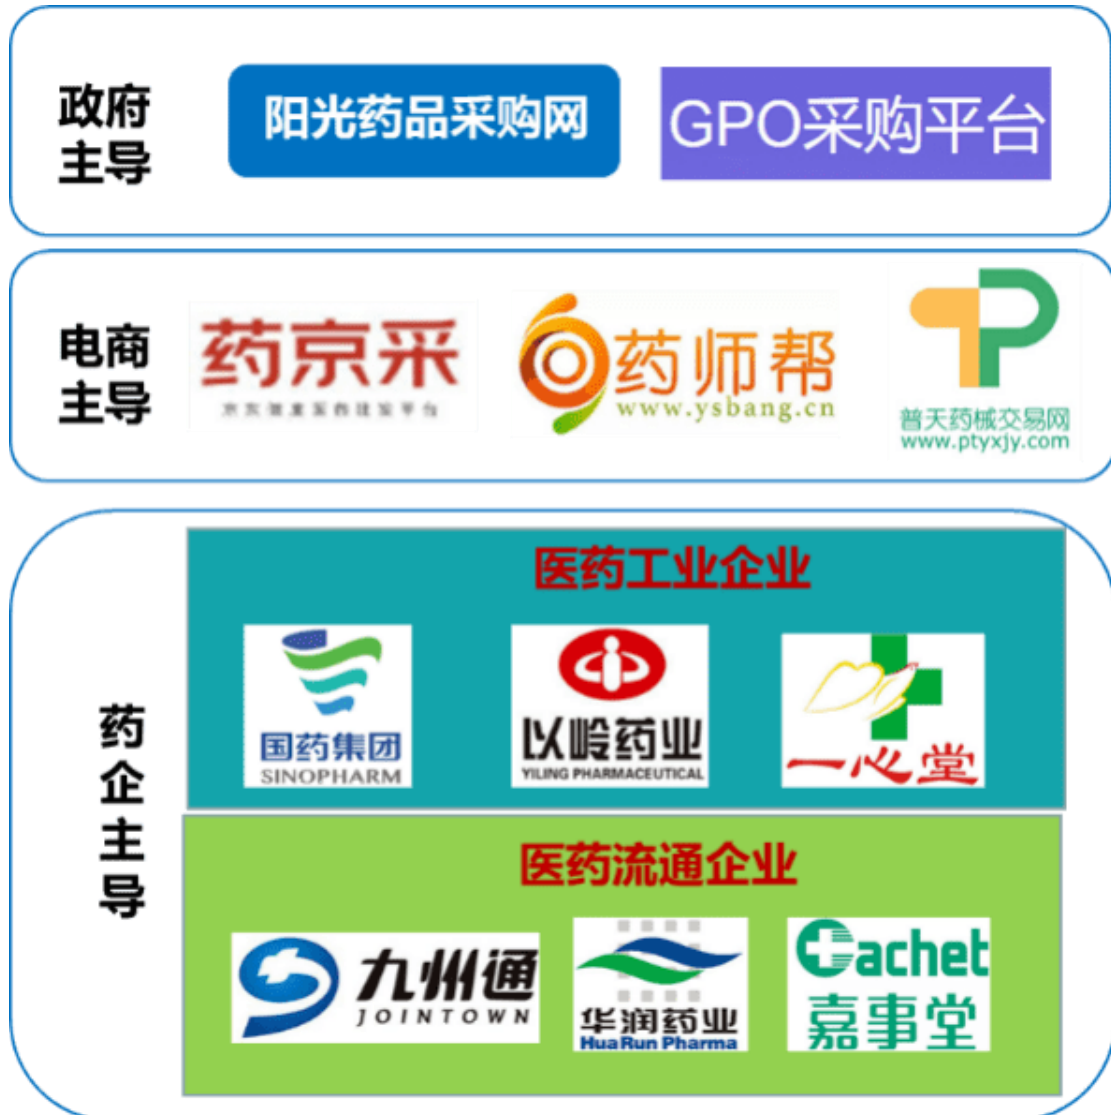 政府
主导
阳光药品采购网
GPO采购平台
电商
主导
药京采
药师帮
www.ysbang.cn
普天药械交易网
www.ptyxjy.com
药
企
主
导
医药工业企业
国药集团
SINOPHARM
以岭药业
YILING PHARMACEUTICAL
一心堂
医药流通企业
九州通
JOINTOWN
华润药业
HuaRun Pharma
Cachet
嘉事堂